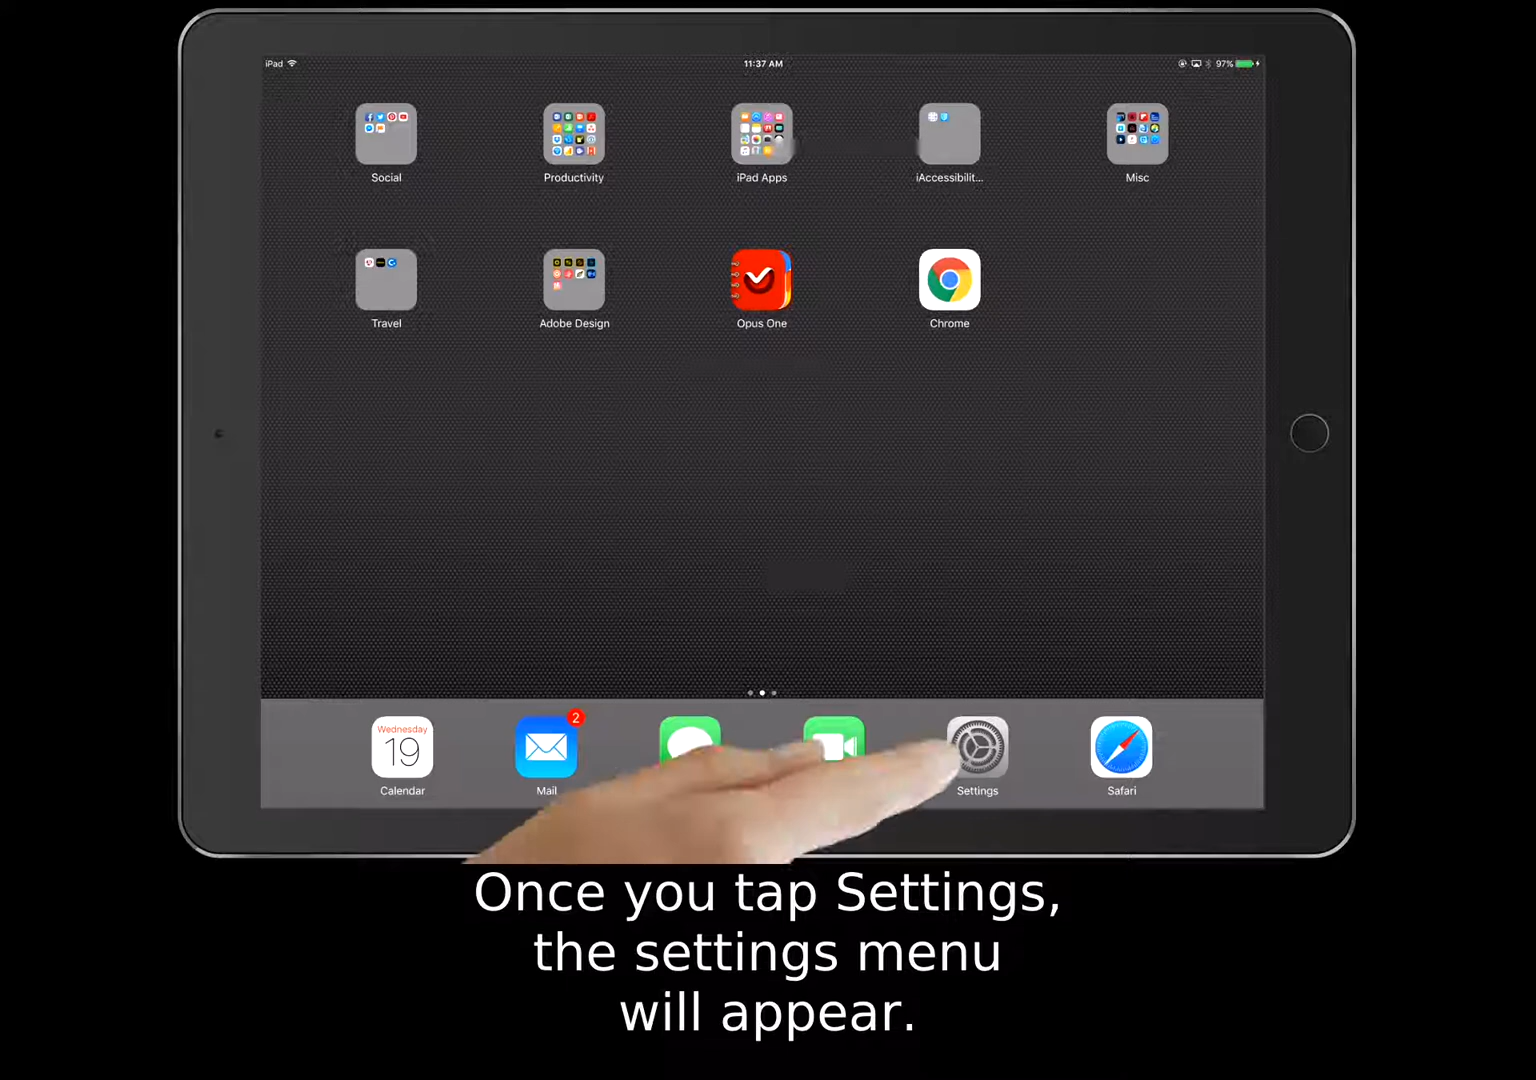 iPad
11:37 AM
97%
Social
Productivity
iPad Apps
iAccessibilit...
Misc
Travel
Adobe Design
Opus One
Chrome
Wednesday
19
2
Calendar
Mail
Settings
Safari
Once you tap Settings,
the settings menu
will appear.